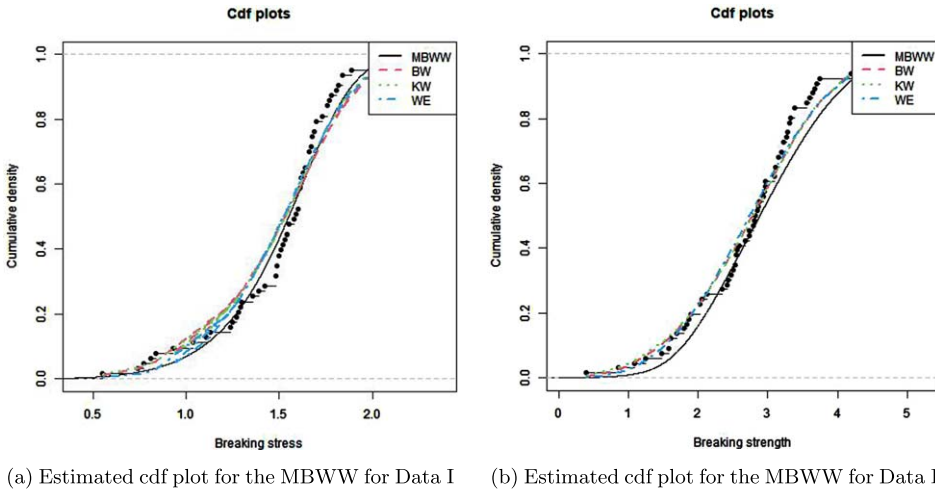 Cdf plots
Cumulative density
0.0 0.2 0.4 0.6 0.8 1.0
MBWW
BW
KW
WE
0.5 1.0 1.5 2.0
Breaking stress
(a) Estimated cdf plot for the MBWW for Data I
Cdf plots
Cumulative density
0.0 0.2 0.4 0.6 0.8 1.0
MBWW
BW
KW
WE
0 1 2 3 4 5
Breaking strength
(b) Estimated cdf plot for the MBWW for Data